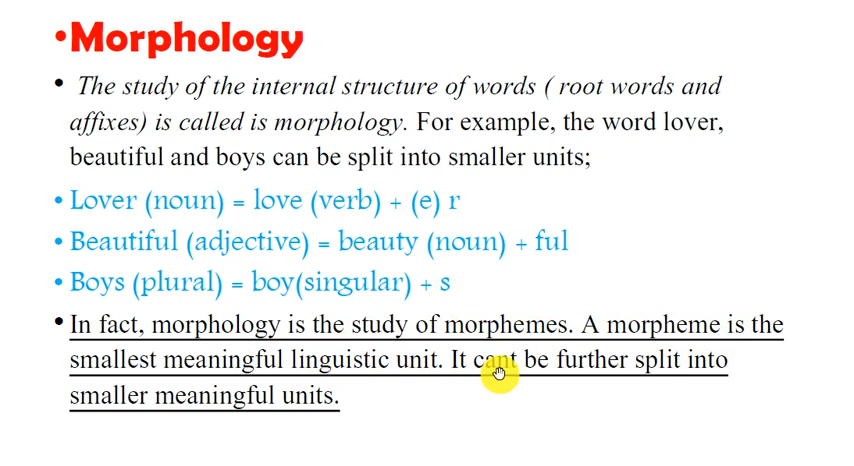 •Morphology
• The study of the internal structure of words ( root words and
affixes) is called is morphology. For example, the word lover,
beautiful and boys can be split into smaller units;
• Lover (noun) = love (verb) + (e) r
• Beautiful (adjective) = beauty (noun) + ful
• Boys (plural) = boy(singular) + s
• In fact, morphology is the study of morphemes. A morpheme is the
smallest meaningful linguistic unit. It cant be further split into
smaller meaningful units.